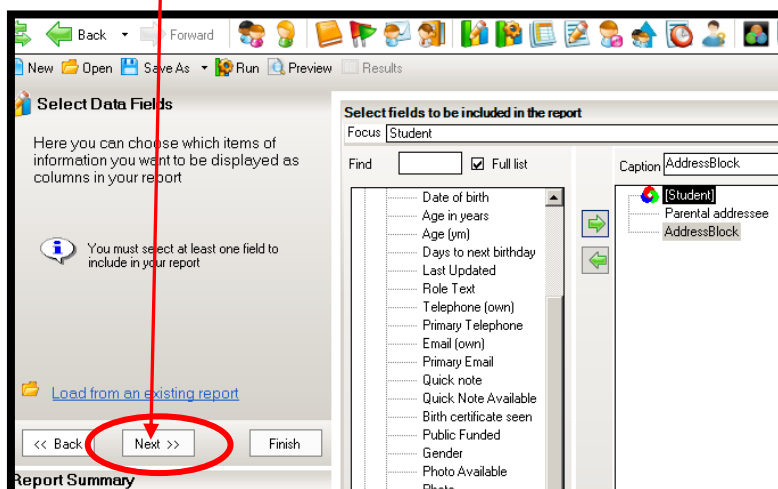 Back Forward
New Open Save As Run Preview Results
Select Data Fields
Here you can choose which items of
information you want to be displayed as
columns in your report
You must select at least one field to
include in your report
Load from an existing report
<< Back Next >> Finish
Report Summary
Select fields to be included in the report
Focus Student
Find Full list
Date of birth
Age in years
Age (ym)
Days to next birthday
Last Updated
Role Text
Telephone (own)
Primary Telephone
Email (own)
Primary Email
Quick note
Quick Note Available
Birth certificate seen
Public Funded
Gender
Photo Available
Photo
Caption AddressBlock
[Student]
Parental addressee
AddressBlock